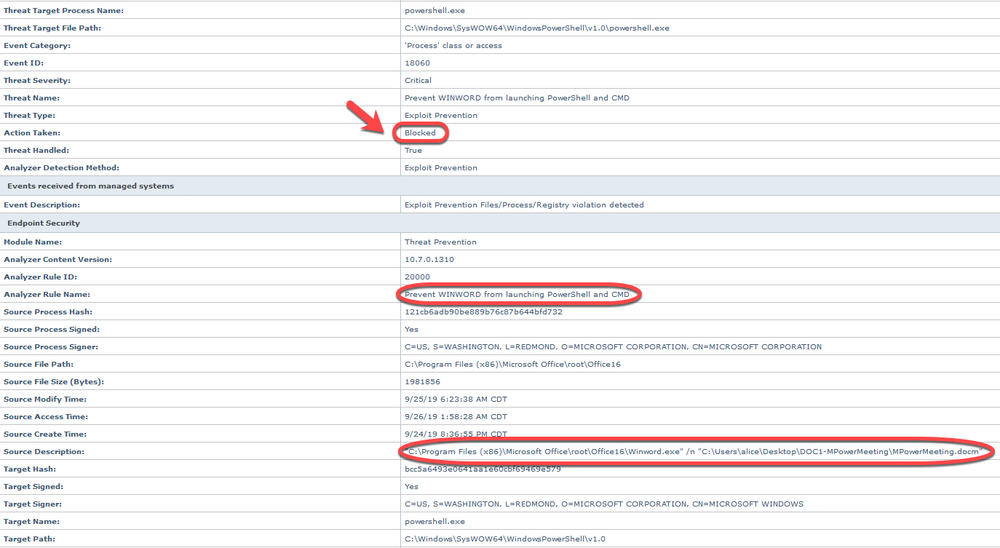 Threat Target Process Name: powershell.exe
Threat Target File Path: C:\Windows\SysWOW64\WindowsPowerShell\v1.0\powershell.exe
Event Category: 'Process' class or access
Event ID: 18060
Threat Severity: Critical
Threat Name: Prevent WINWORD from launching PowerShell and CMD
Threat Type: Exploit Prevention
Action Taken: Blocked
Threat Handled: True
Analyzer Detection Method: Exploit Prevention
Events received from managed systems
Event Description: Exploit Prevention Files/Process/Registry violation detected
Endpoint Security
Module Name: Threat Prevention
Analyzer Content Version: 10.7.0.1310
Analyzer Rule ID: 20000
Analyzer Rule Name: Prevent WINWORD from launching PowerShell and CMD
Source Process Hash: 121cb6adb90be889b76c87b644bfd732
Source Process Signed: Yes
Source Process Signer: C=US, S=WASHINGTON, L=REDMOND, O=MICROSOFT CORPORATION, CN=MICROSOFT CORPORATION
Source File Path: C:\Program Files (x86)\Microsoft Office\root\Office16
Source File Size (Bytes): 1981856
Source Modify Time: 9/25/19 6:23:38 AM CDT
Source Access Time: 9/26/19 1:58:28 AM CDT
Source Create Time: 9/24/19 8:36:55 PM CDT
Source Description: "C:\Program Files (x86)\Microsoft Office\root\Office16\Winword.exe" /n "C:\Users\alice\Desktop\DOC1-MPowerMeeting\MPowerMeeting.docm"
Target Hash: bcc5a6493e0641aa1e60cbf69469e579
Target Signed: Yes
Target Signer: C=US, S=WASHINGTON, L=REDMOND, O=MICROSOFT CORPORATION, CN=MICROSOFT WINDOWS
Target Name: powershell.exe
Target Path: C:\Windows\SysWOW64\WindowsPowerShell\v1.0